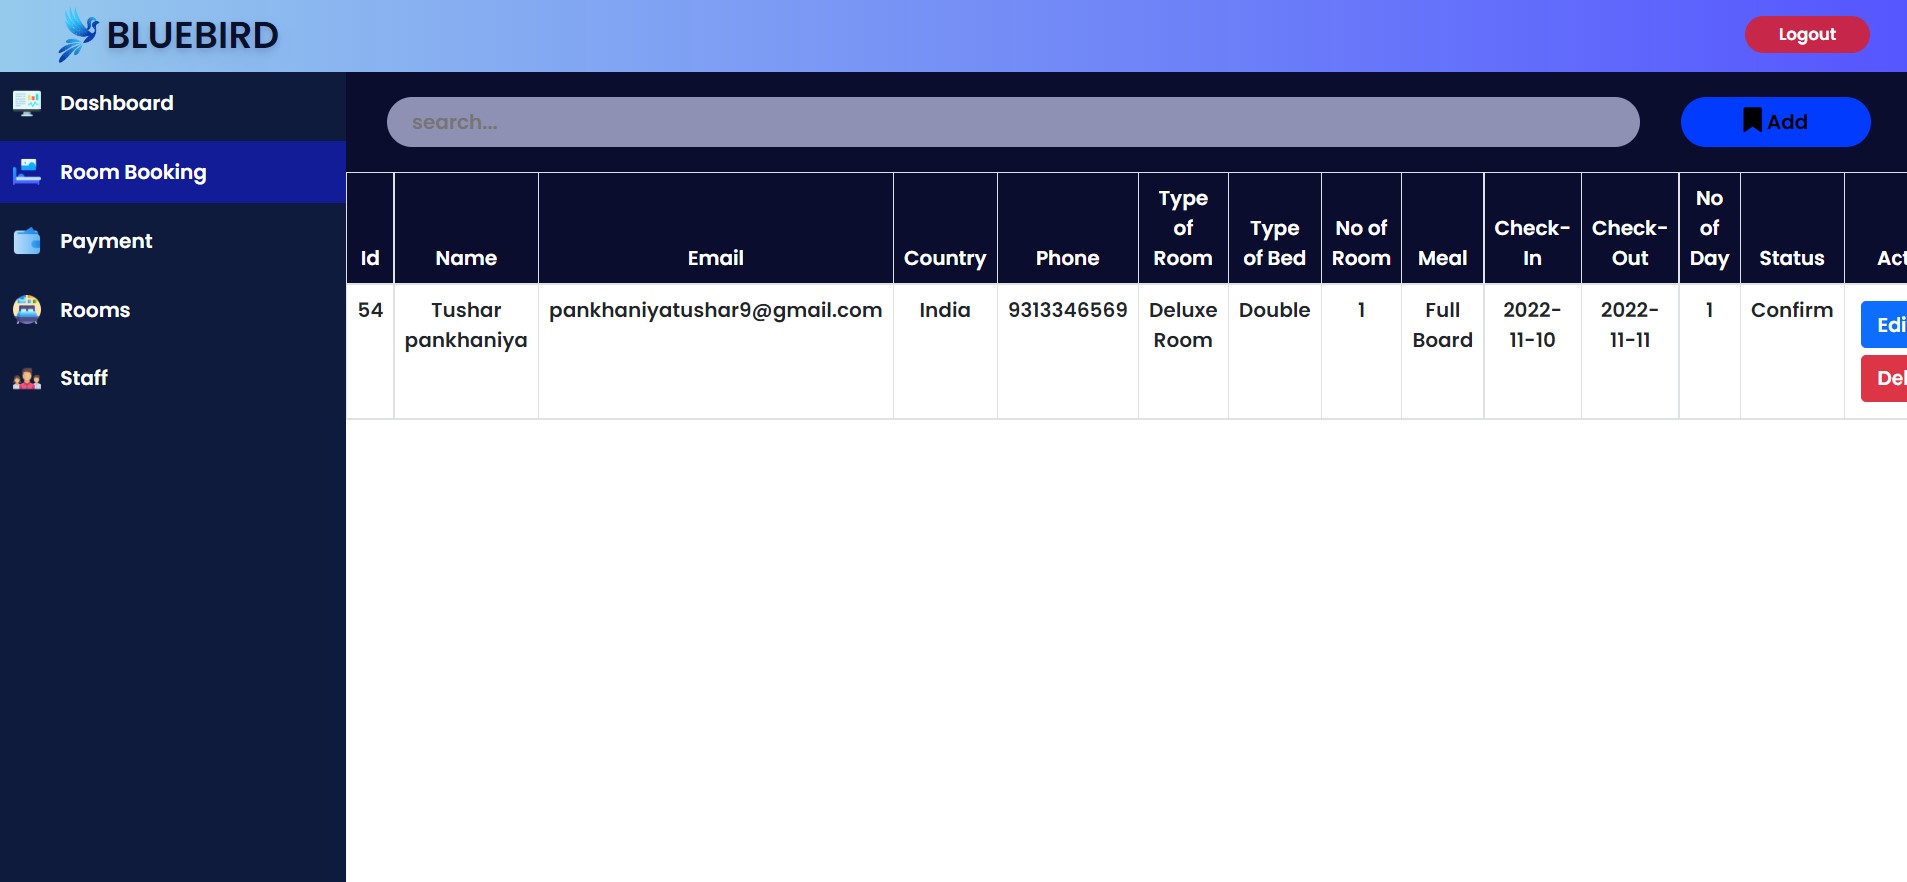 BLUEBIRD
Logout
Dashboard
Room Booking
Payment
Rooms
Staff
search...
Add
Id
Name
Email
Country
Phone
Type
of
Room
Type
of Bed
No of
Room
Meal
Check-
In
Check-
Out
No
of
Day
Status
Act
54
Tushar
pankhaniya
pankhaniyatushar9@gmail.com
India
9313346569
Deluxe
Room
Double
1
Full
Board
2022-
11-10
2022-
11-11
1
Confirm
Edi
Del